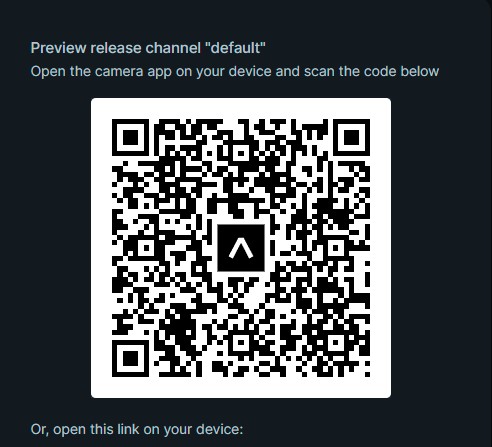 Preview release channel "default"
Open the camera app on your device and scan the code below
Or, open this link on your device: